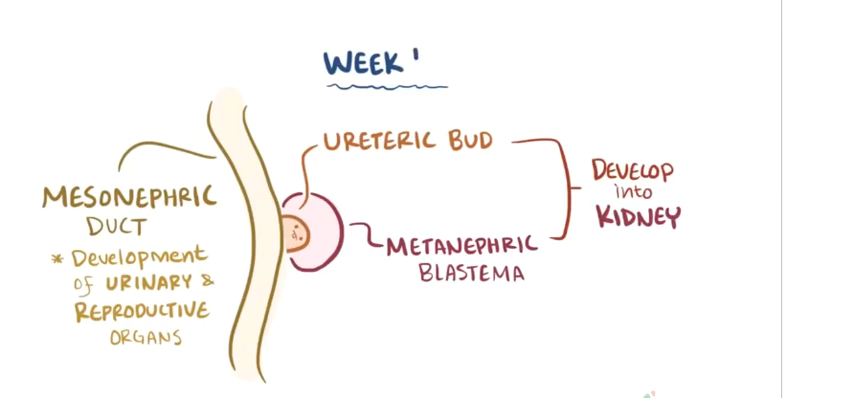 WEEK '
URETERIC BUD
DEVELOP
into
KIDNEY
MESONEPHRIC
DUCT
* Development
of URINARY &
REPRODUCTIVE
ORGANS
METANEPHRIC
BLASTEMA